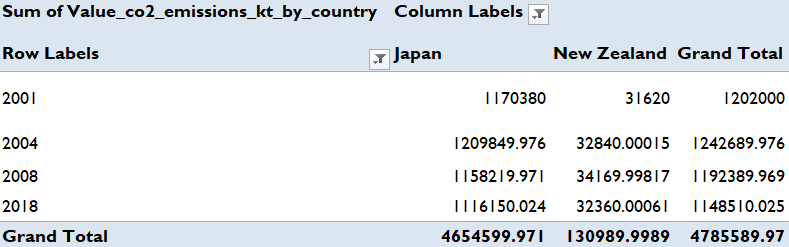 Sum of Value_co2_emissions_kt_by_country Column Labels
Row Labels Japan New Zealand Grand Total
2001 1170380 31620 1202000
2004 1209849.976 32840.00015 1242689.976
2008 1158219.971 34169.99817 1192389.969
2018 1116150.024 32360.00061 1148510.025
Grand Total 4654599.971 130989.9989 4785589.97